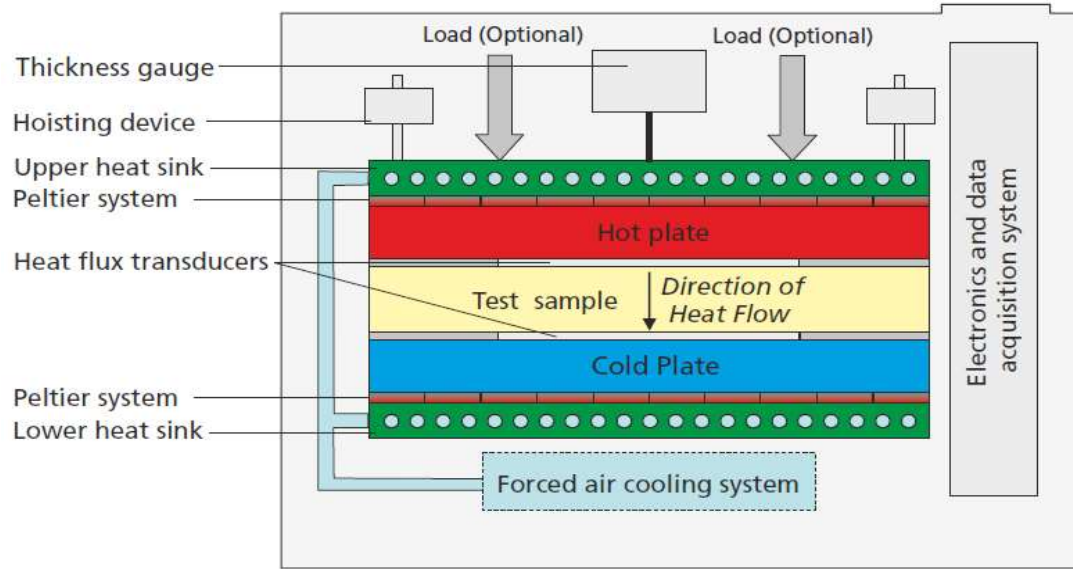 Load (Optional)
Load (Optional)
Thickness gauge
Hoisting device
Upper heat sink
Peltier system
Hot plate
Heat flux transducers
Test sample
Direction of
Heat Flow
Cold Plate
Peltier system
Lower heat sink
Forced air cooling system
Electronics and data
acquisition system